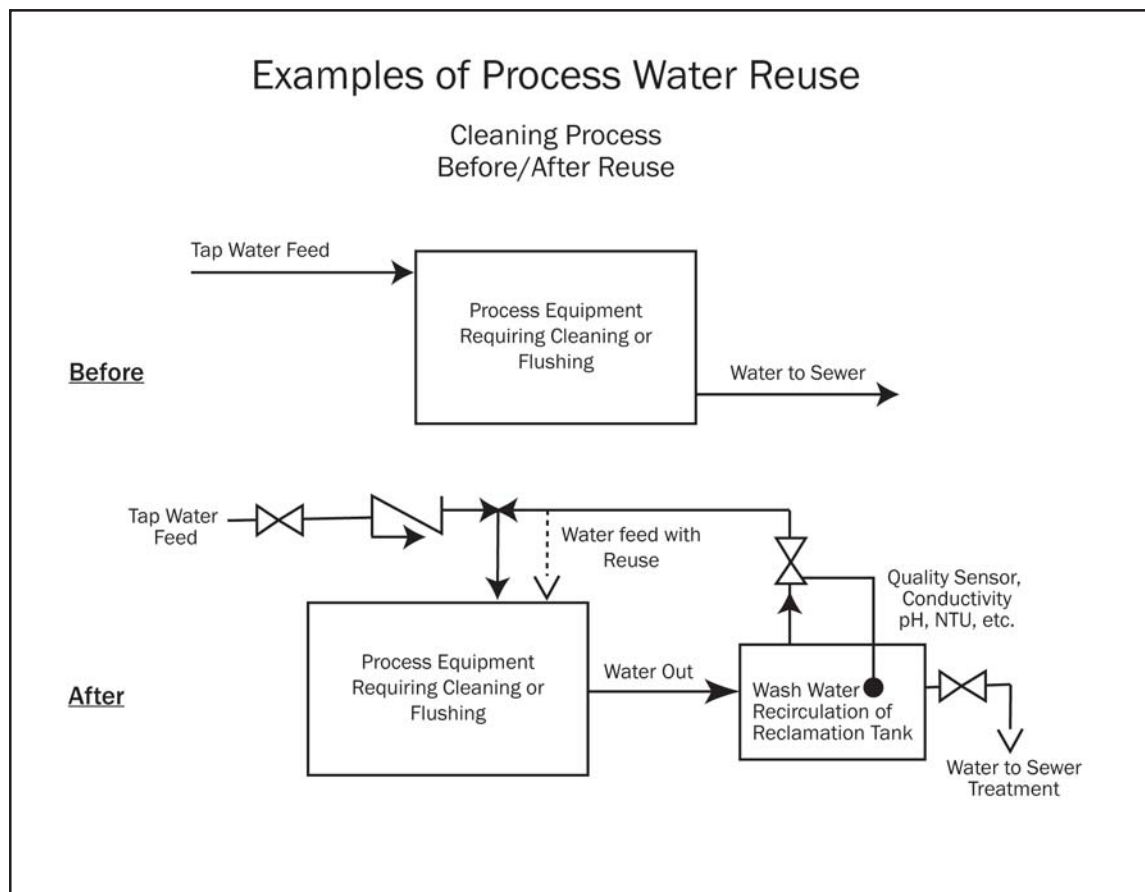 Examples of Process Water Reuse
Cleaning Process
Before/After Reuse
Tap Water Feed
Process Equipment
Requiring Cleaning or
Flushing
Before
Water to Sewer
Tap Water
Feed
Water feed with
Reuse
Quality Sensor,
Conductivity
pH, NTU, etc.
Process Equipment
Requiring Cleaning or
Flushing
After
Water Out
Wash Water
Recirculation of
Reclamation Tank
Water to Sewer
Treatment